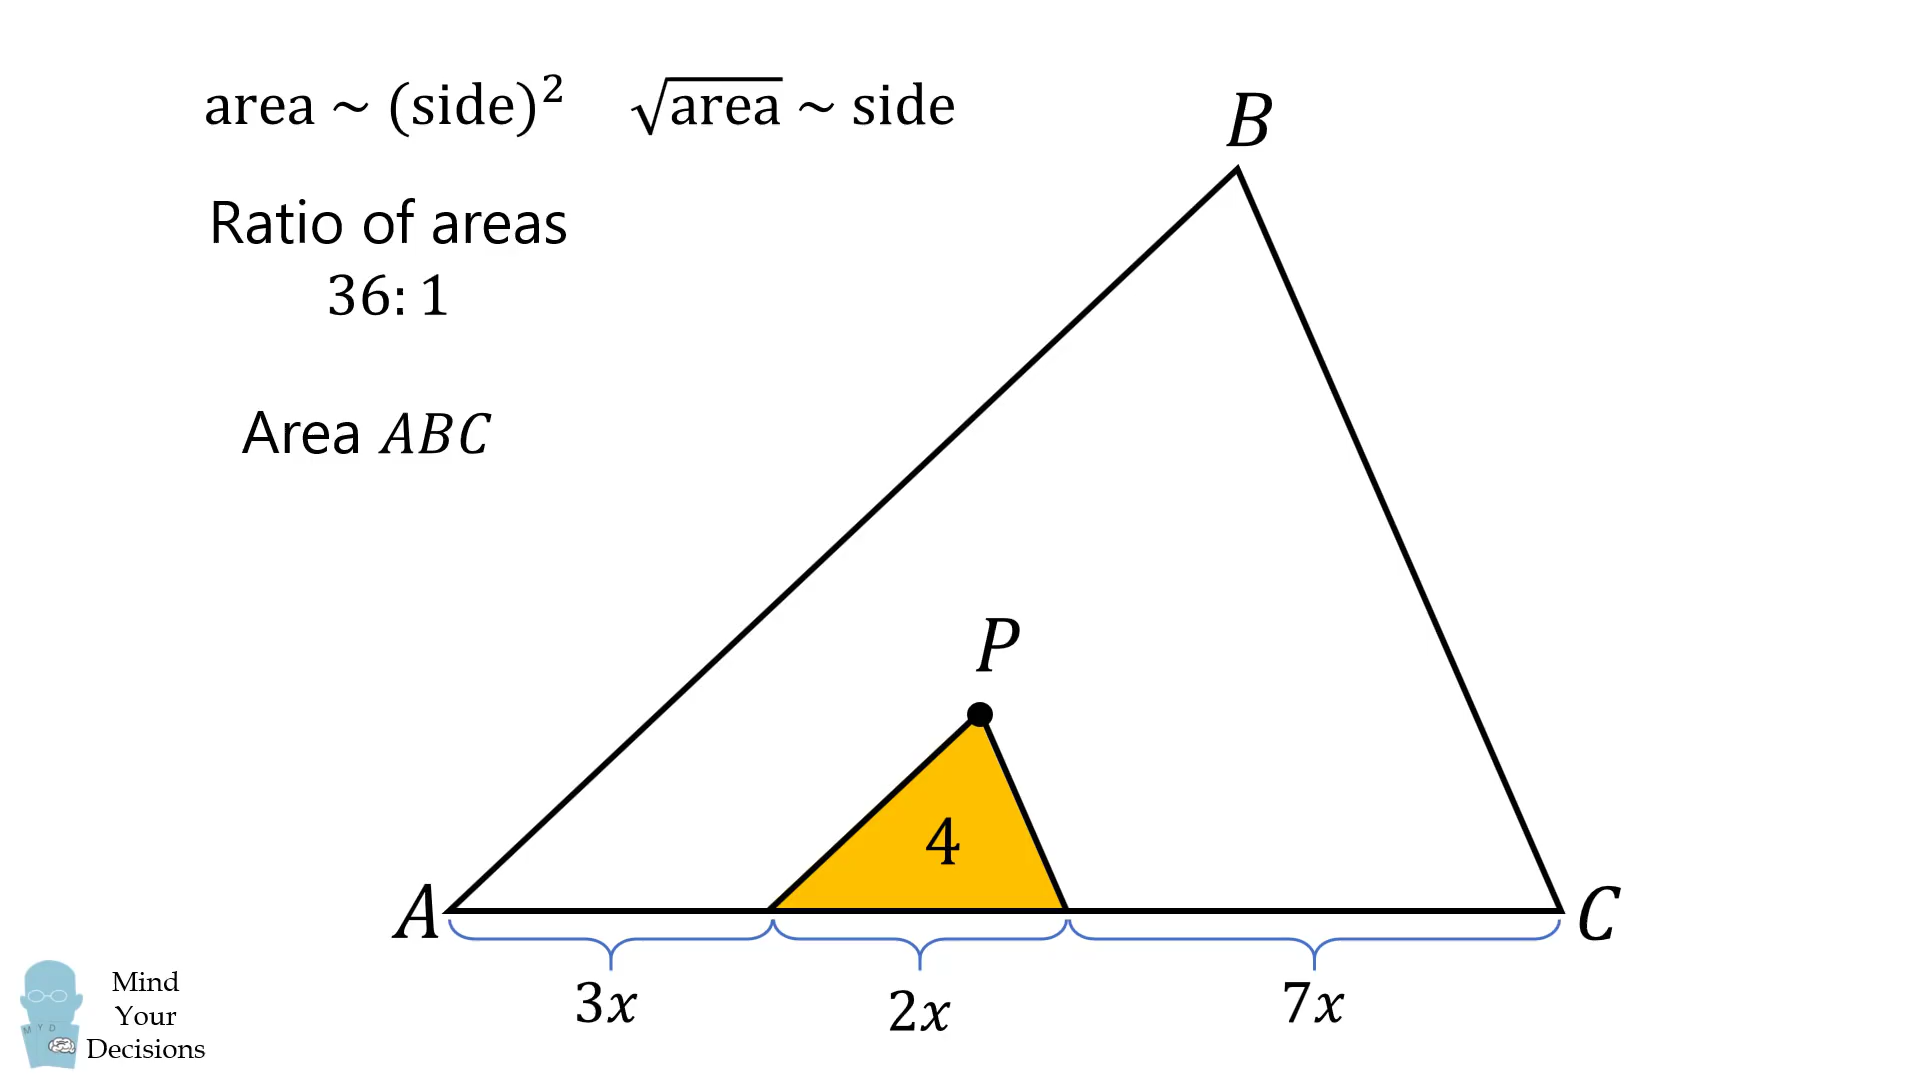 area ~ (side)² √area ~ side
Ratio of areas
36: 1
Area ABC
B
P
4
A
C
3x
2x
7x
M Y D
Mind
Your
Decisions